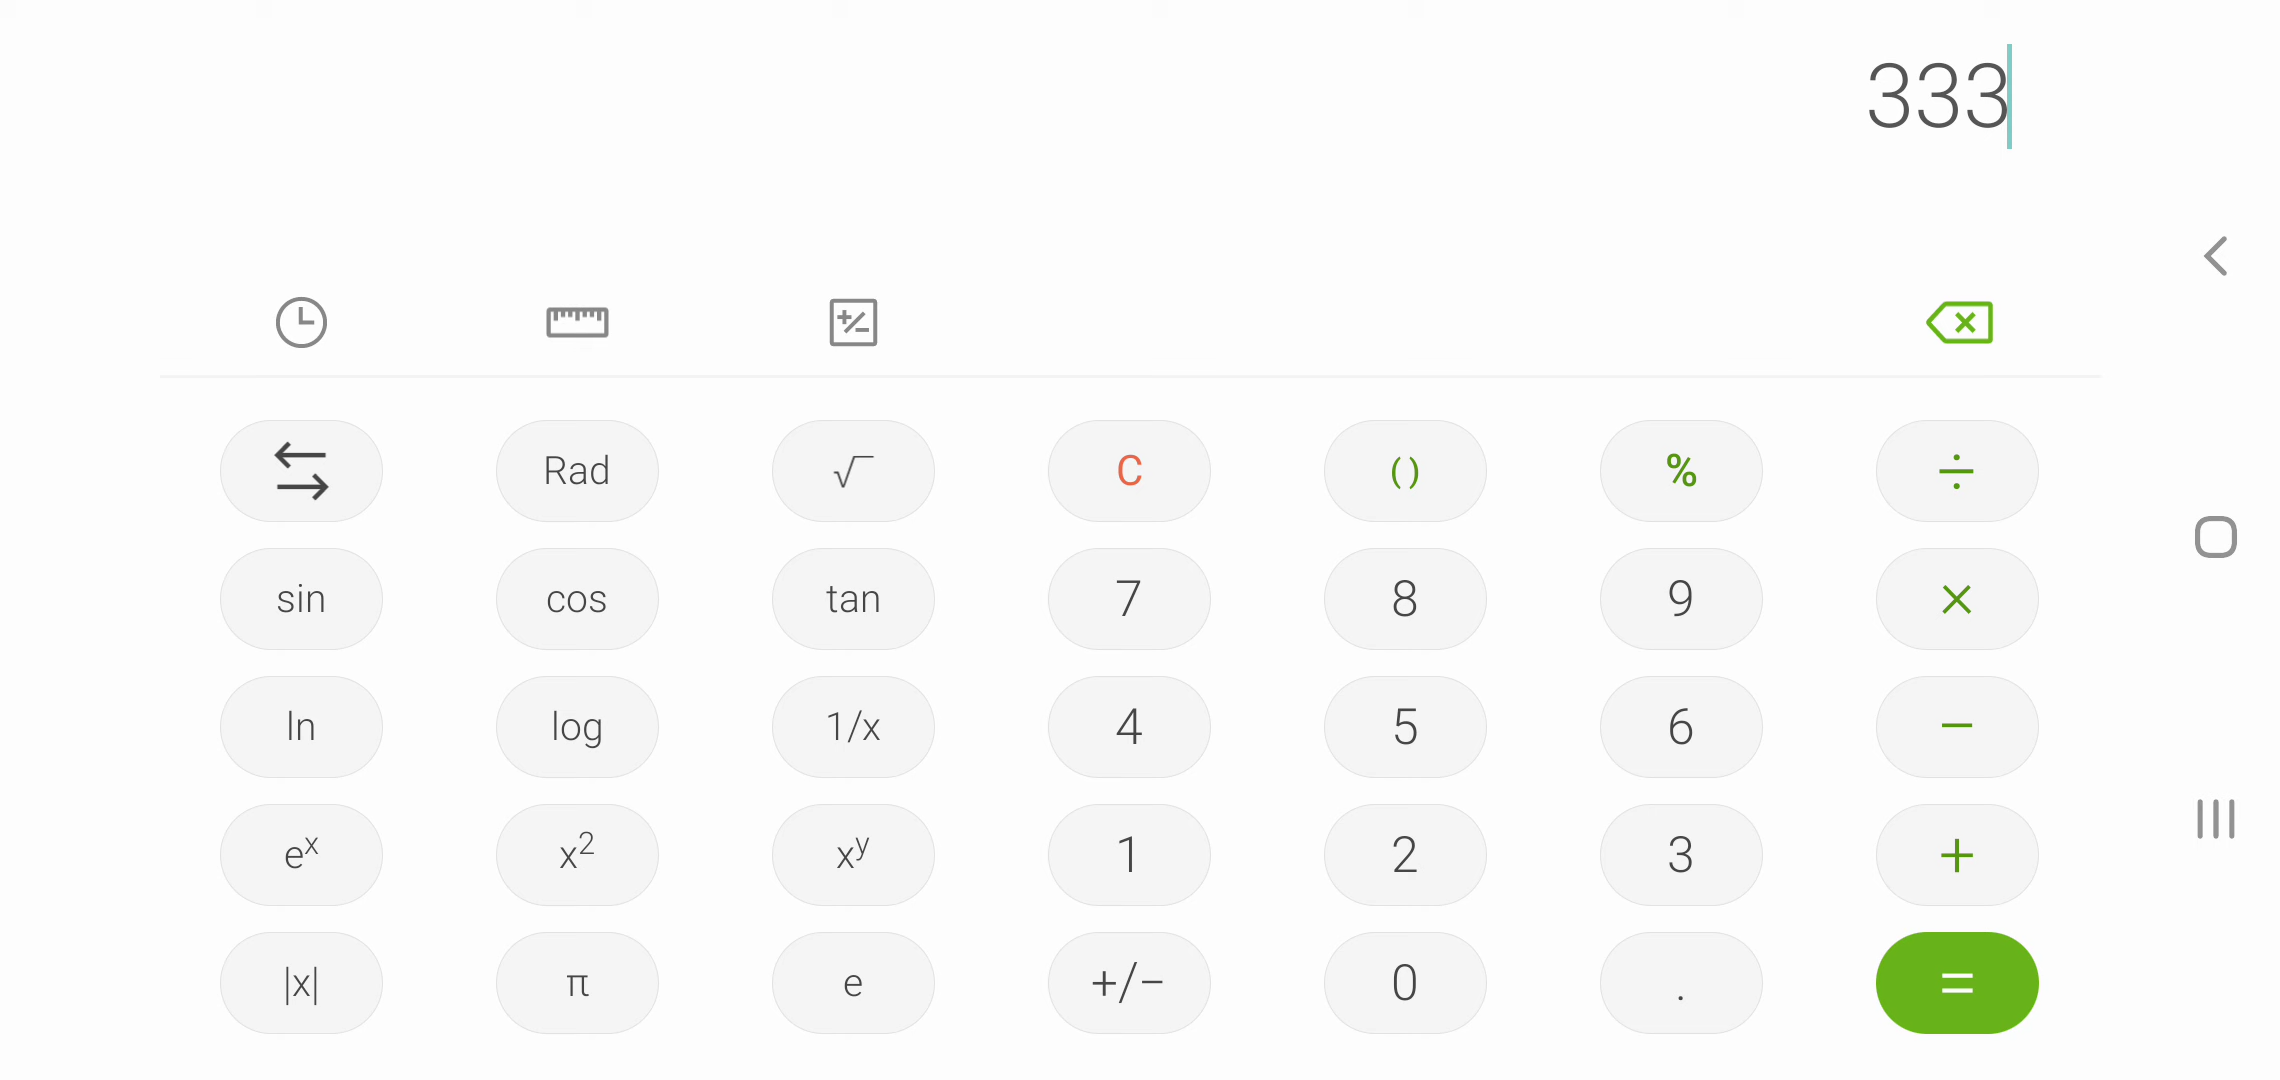 333
Rad √ C ( ) % ÷
sin cos tan 7 8 9 ×
ln log 1/x 4 5 6 −
eˣ x² xʸ 1 2 3 +
|x| π e +/− 0 . =